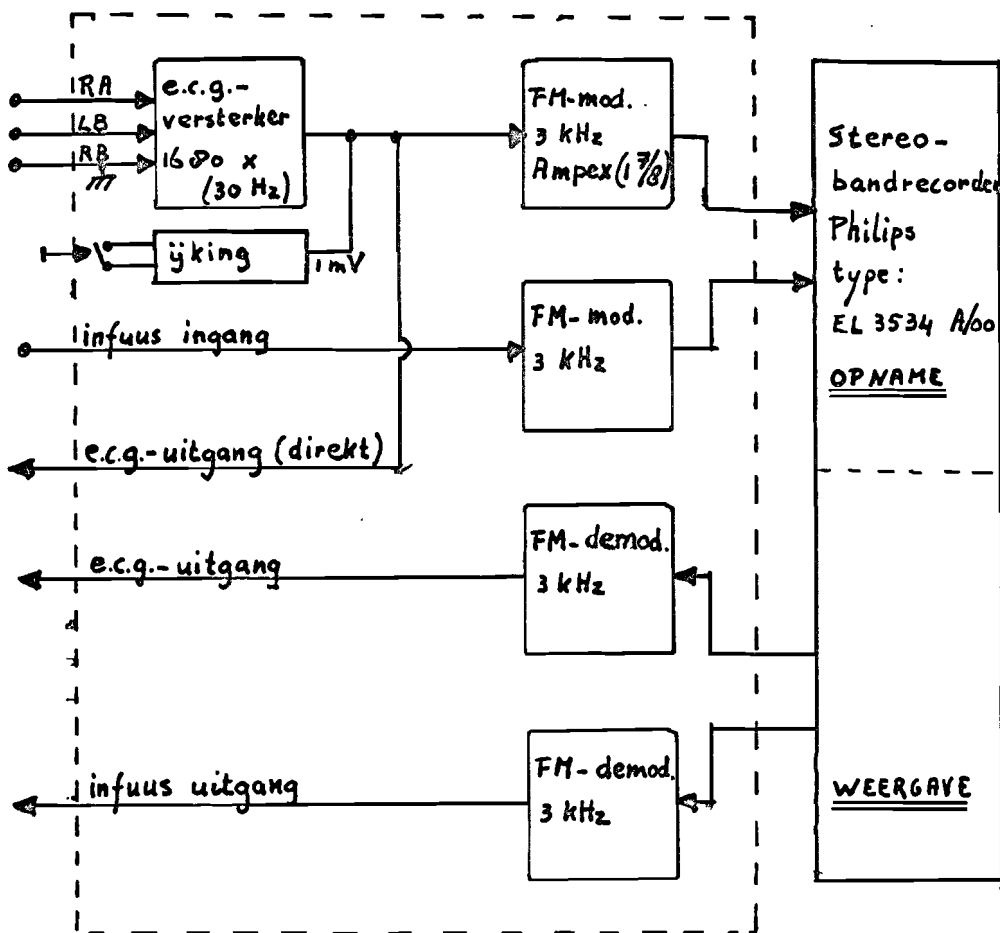 RA
LB
RB
e.c.g.-
versterker
1680 x
(30 Hz)
ijking
1 mV
FM-mod.
3 kHz
Ampex (1 7/8)
infuus ingang
FM-mod.
3 kHz
Stereo-
bandrecorder
Philips
type:
EL 3534 A/00
OPNAME
e.c.g.-uitgang (direkt)
e.c.g.-uitgang
FM-demod.
3 kHz
infuus uitgang
FM-demod.
3 kHz
WEERGAVE